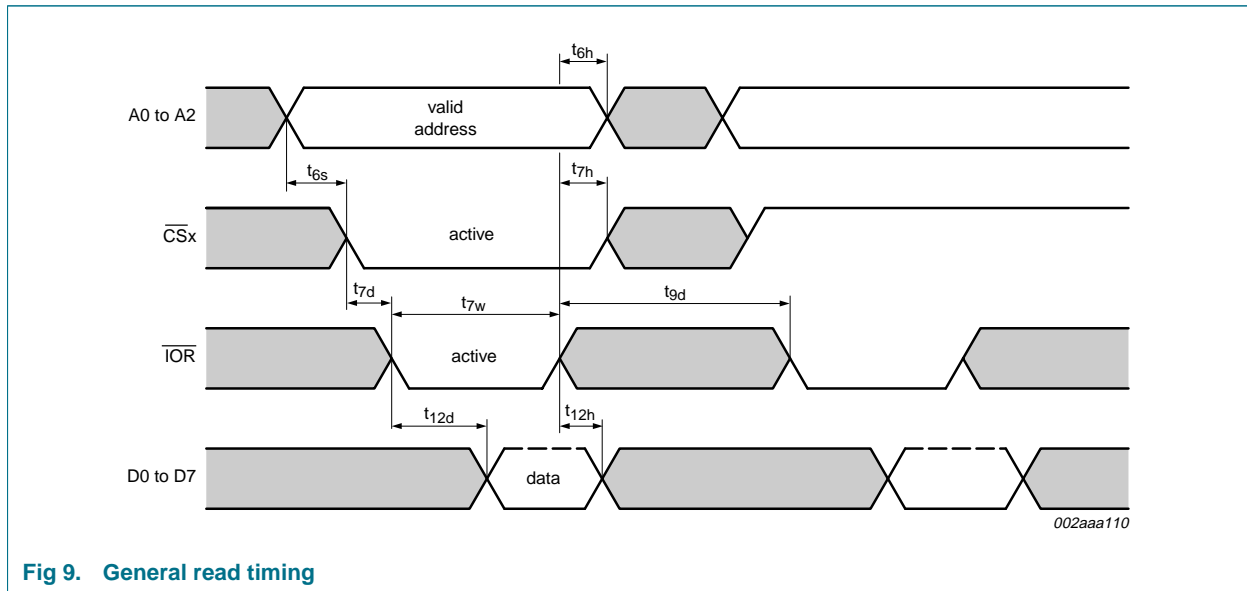 t6h
A0 to A2
valid
address
t6s
t7h
CSx
active
t7d
t7w
t9d
IOR
active
t12d
t12h
D0 to D7
data
002aaa110
Fig 9. General read timing